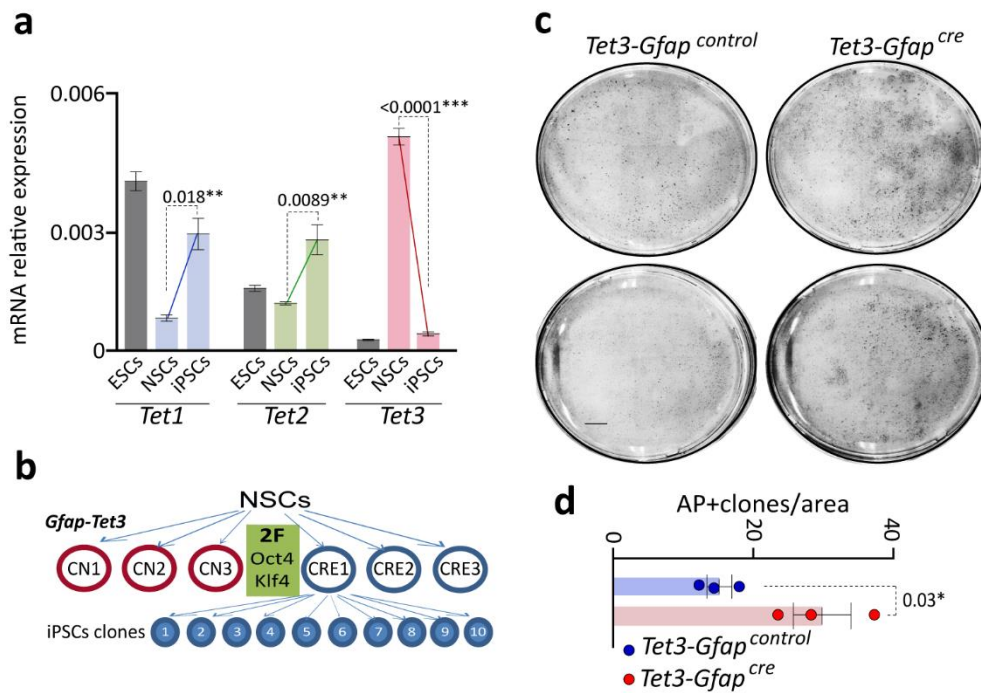 a
mRNA relative expression
0.006
0.003
0
0.018**
0.0089**
<0.0001***
ESCs NSCs iPSCs ESCs NSCs iPSCs ESCs NSCs iPSCs
Tet1 Tet2 Tet3
b
NSCs
Gfap-Tet3
2F
Oct4
Klf4
CN1 CN2 CN3 CRE1 CRE2 CRE3
iPSCs clones 1 2 3 4 5 6 7 8 9 10
c
Tet3-Gfap control Tet3-Gfap cre
d
AP+clones/area
0 20 40
0.03*
Tet3-Gfap control
Tet3-Gfap cre